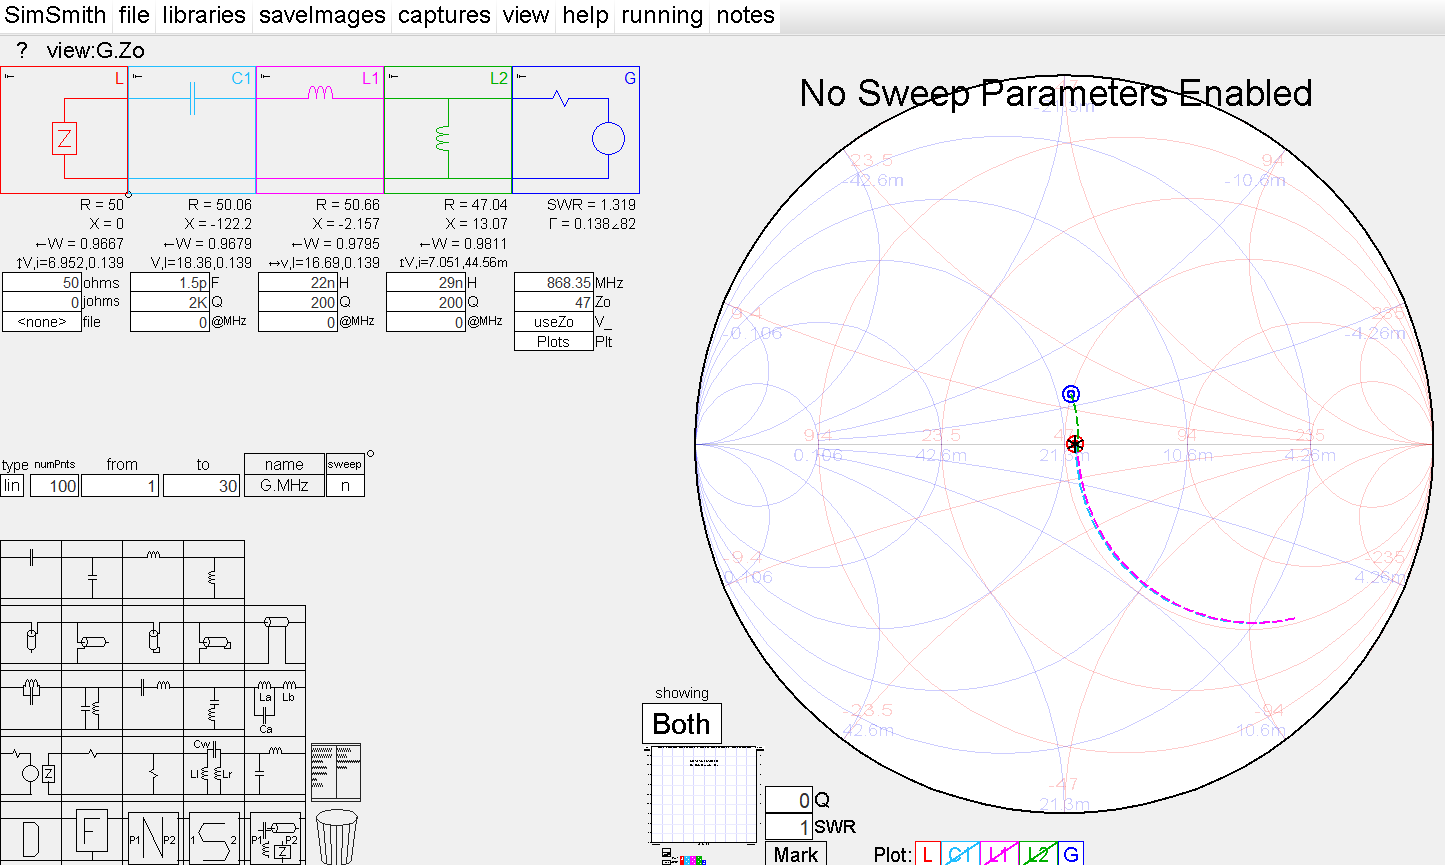 SimSmith file libraries saveImages captures view help running notes
? view:G.Zo
No Sweep Parameters Enabled
L C1 L1 L2 G
Z
R = 50 R = 50.06 R = 50.66 R = 47.04 SWR = 1.319
X = 0 X = -122.2 X = -2.157 X = 13.07 Γ = 0.138∠82
←W = 0.9667 ←W = 0.9679 ←W = 0.9795 ←W = 0.9811
↕V,i=6.952,0.139 V,I=18.36,0.139 ↔v,I=16.69,0.139 ↕V,i=7.051,44.56m
50 ohms 1.5p F 22n H 29n H 868.35 MHz
0 johms 2K Q 200 Q 200 Q 47 Zo
<none> file 0 @MHz 0 @MHz 0 @MHz useZo V_
Plots Plt
47
-21.3m
23.5 94
-42.6m -10.6m
9.4 235
-0.106 -4.26m
9.4 23.5 47 94 235
0.106 42.6m 21.3m 10.6m 4.26m
-9.4 -235
0.106 4.26m
-23.5 -94
42.6m 10.6m
-47
21.3m
type numPnts from to name sweep
lin 100 1 30 G.MHz n
La Lb
Ca
Cw
Z Ll Lr
D F P1 N P2 1 S 2 P1 P2
Z
showing
Both
0 Q
1 SWR
Mark Plot: L C1 L1 L2 G